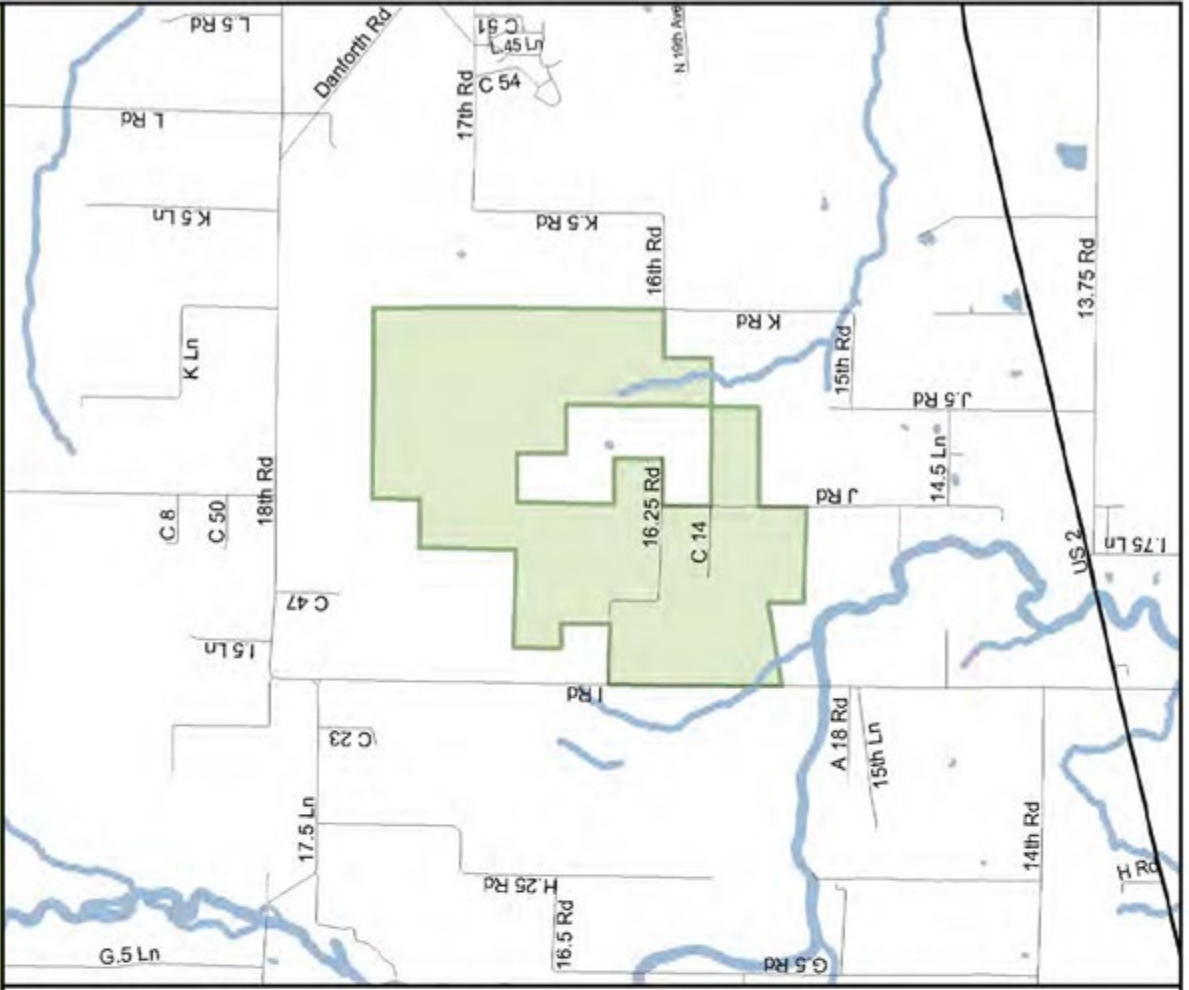 L.5 Rd
Danforth Rd
C 51
L.45 Ln
C 54
N 19th Ave
17th Rd
L Rd
K.5 Ln
K.5 Rd
16th Rd
13.75 Rd
K Rd
K Ln
15th Rd
J.5 Rd
14.5 Ln
18th Rd
C 8
C 50
16.25 Rd
C 14
J Rd
US 2
I.75 Ln
C 47
I.5 Ln
I Rd
C 23
A 18 Rd
15th Ln
17.5 Ln
14th Rd
H Rd
H.25 Rd
16.5 Rd
G.5 Ln
G.5 Rd